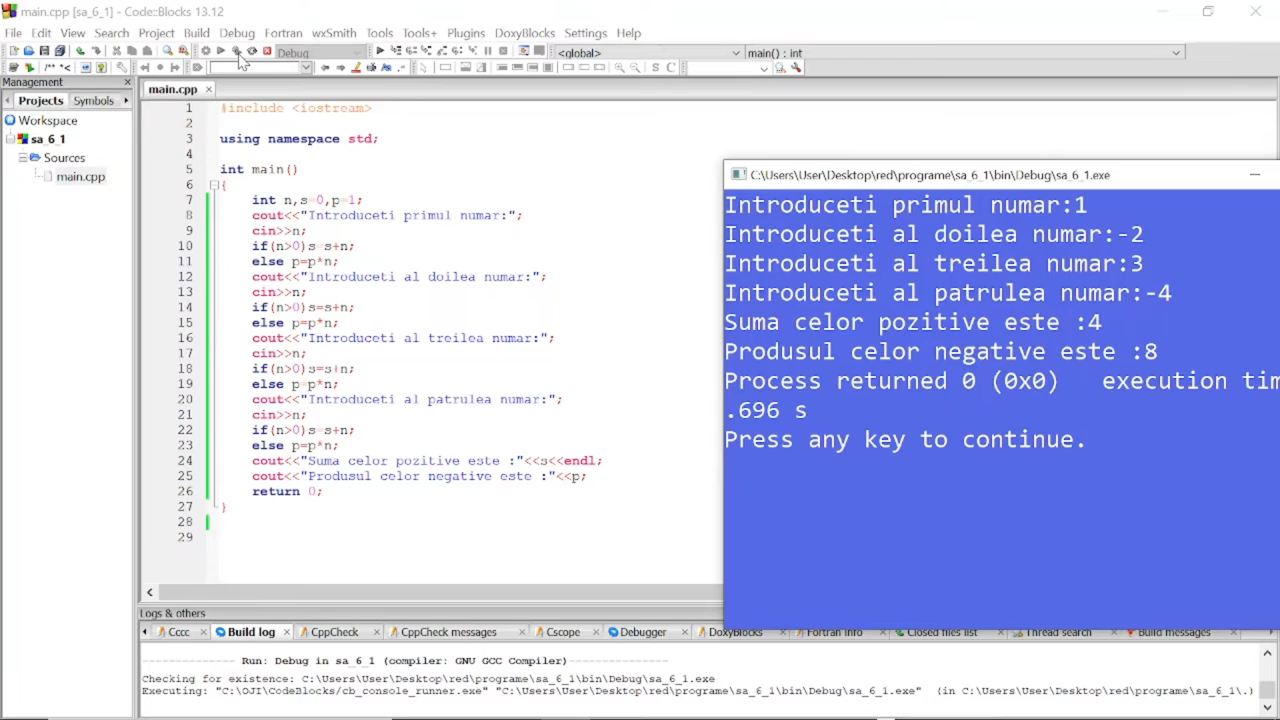 main.cpp [sa_6_1] - Code::Blocks 13.12
File Edit View Search Project Build Debug Fortran wxSmith Tools Tools+ Plugins DoxyBlocks Settings Help
Debug <global> main() : int
Management
Projects Symbols
main.cpp
Workspace
sa_6_1
Sources
main.cpp
1 #include <iostream>
2
3 using namespace std;
4
5 int main()
6 {
7 int n,s=0,p=1;
8 cout<<"Introduceti primul numar:";
9 cin>>n;
10 if(n>0)s=s+n;
11 else p=p*n;
12 cout<<"Introduceti al doilea numar:";
13 cin>>n;
14 if(n>0)s=s+n;
15 else p=p*n;
16 cout<<"Introduceti al treilea numar:";
17 cin>>n;
18 if(n>0)s=s+n;
19 else p=p*n;
20 cout<<"Introduceti al patrulea numar:";
21 cin>>n;
22 if(n>0)s=s+n;
23 else p=p*n;
24 cout<<"Suma celor pozitive este :"<<s<<endl;
25 cout<<"Produsul celor negative este :"<<p;
26 return 0;
27 }
28
29
C:\Users\User\Desktop\red\programe\sa_6_1\bin\Debug\sa_6_1.exe
Introduceti primul numar:1
Introduceti al doilea numar:-2
Introduceti al treilea numar:3
Introduceti al patrulea numar:-4
Suma celor pozitive este :4
Produsul celor negative este :8
Process returned 0 (0x0) execution tim
.696 s
Press any key to continue.
Logs & others
Cccc Build log CppCheck CppCheck messages Cscope Debugger DoxyBlocks Fortran info Closed files list Thread search Build messages
-------------- Run: Debug in sa_6_1 (compiler: GNU GCC Compiler)---------------
Checking for existence: C:\Users\User\Desktop\red\programe\sa_6_1\bin\Debug\sa_6_1.exe
Executing: "C:\OJI\CodeBlocks/cb_console_runner.exe" "C:\Users\User\Desktop\red\programe\sa_6_1\bin\Debug\sa_6_1.exe" (in C:\Users\User\Desktop\red\programe\sa_6_1\.)